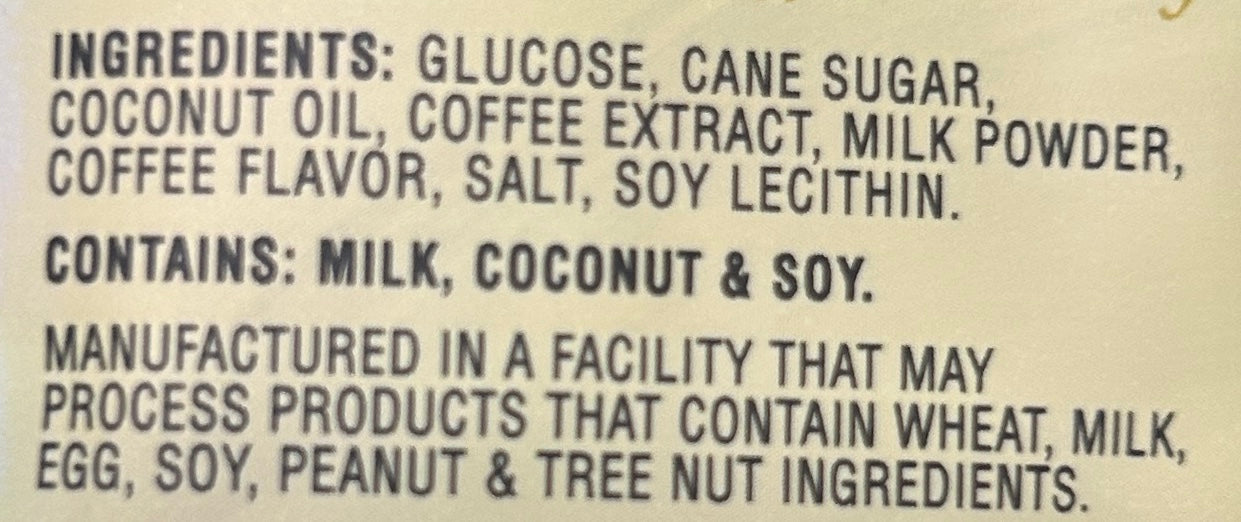 INGREDIENTS: GLUCOSE, CANE SUGAR,
COCONUT OIL, COFFEE EXTRACT, MILK POWDER,
COFFEE FLAVOR, SALT, SOY LECITHIN.
CONTAINS: MILK, COCONUT & SOY.
MANUFACTURED IN A FACILITY THAT MAY
PROCESS PRODUCTS THAT CONTAIN WHEAT, MILK,
EGG, SOY, PEANUT & TREE NUT INGREDIENTS.